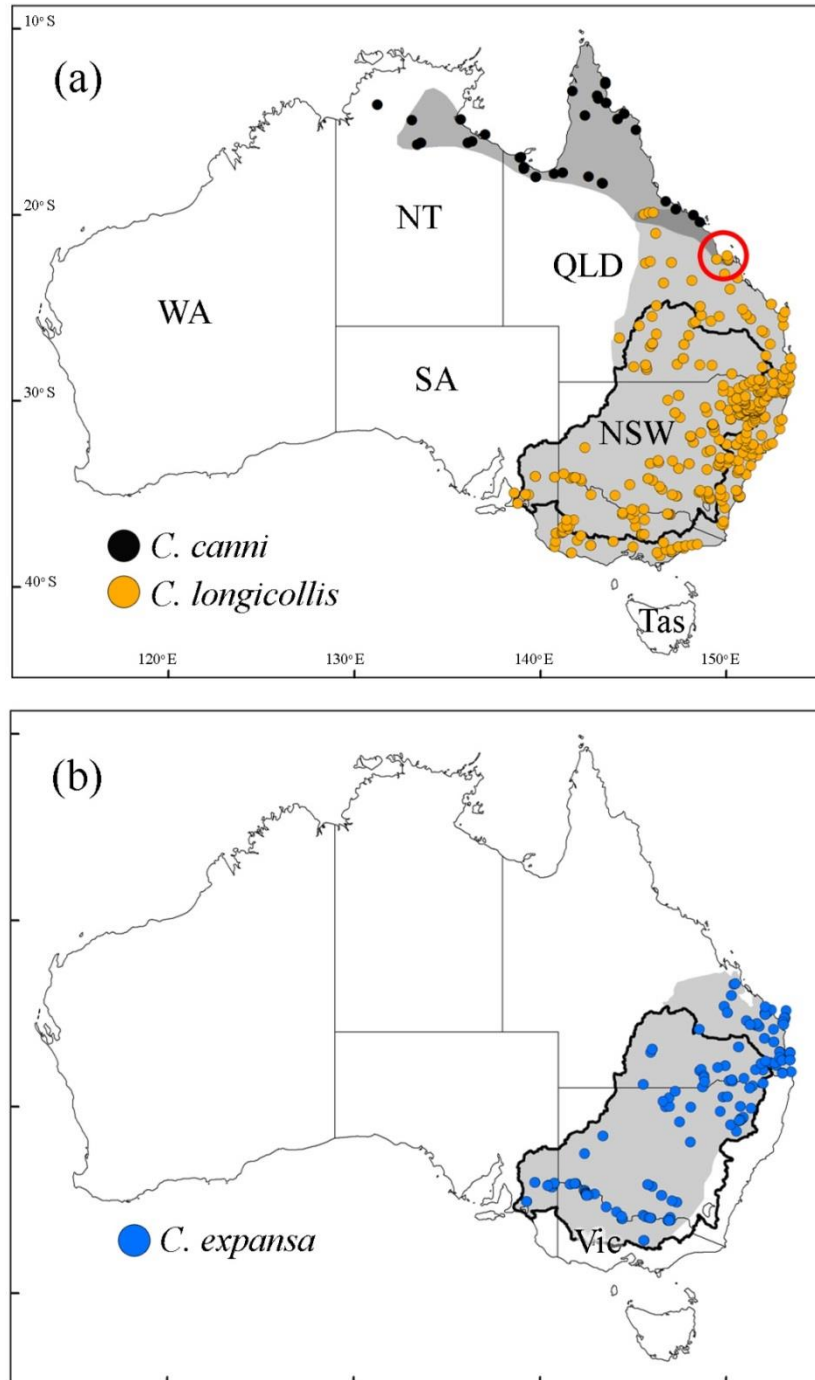 10° S
(a)
20° S
NT
QLD
WA
SA
30° S
NSW
C. canni
C. longicollis
40° S
Tas
120° E
130° E
140° E
150° E
(b)
C. expansa
Vic